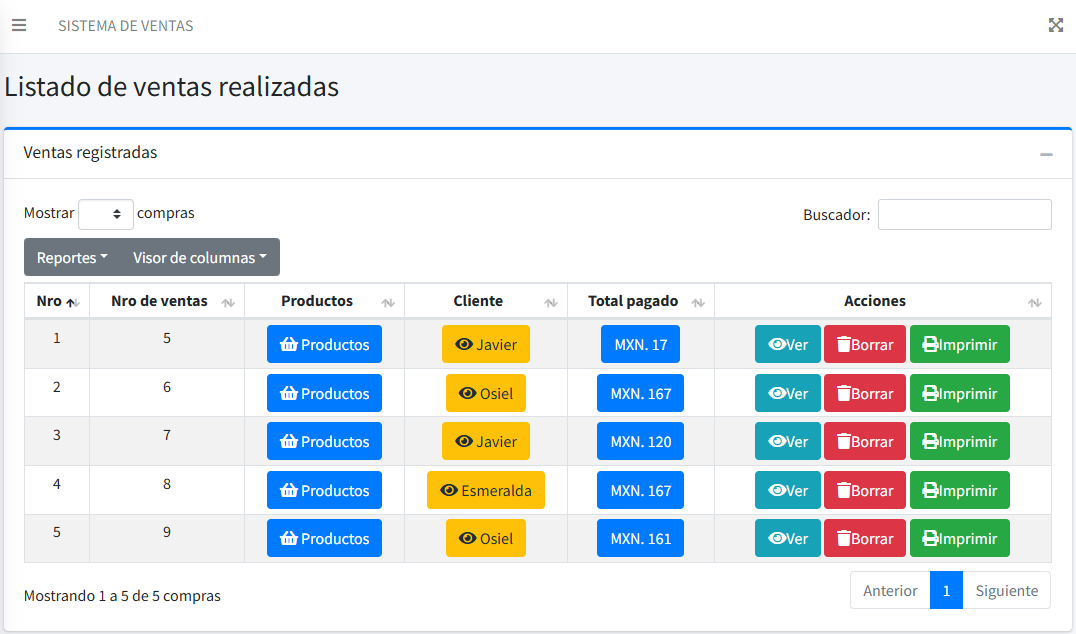 SISTEMA DE VENTAS
Listado de ventas realizadas
Ventas registradas
Mostrar compras Buscador:
Reportes Visor de columnas
Nro Nro de ventas Productos Cliente Total pagado Acciones
1 5 Productos Javier MXN. 17 Ver Borrar Imprimir
2 6 Productos Osiel MXN. 167 Ver Borrar Imprimir
3 7 Productos Javier MXN. 120 Ver Borrar Imprimir
4 8 Productos Esmeralda MXN. 167 Ver Borrar Imprimir
5 9 Productos Osiel MXN. 161 Ver Borrar Imprimir
Mostrando 1 a 5 de 5 compras Anterior 1 Siguiente